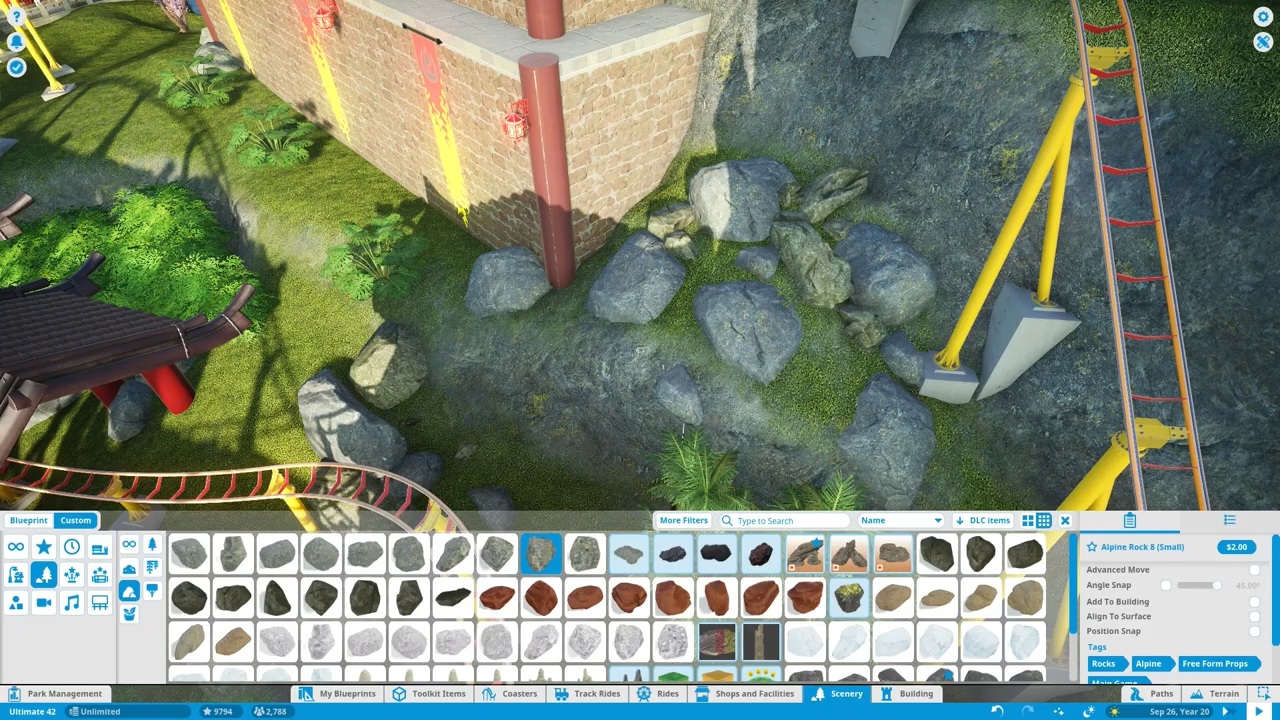 Blueprint
Custom
More Filters
Type to Search
Name
DLC items
Alpine Rock 8 (Small)
$2.00
Advanced Move
Angle Snap
45.00°
Add To Building
Align To Surface
Position Snap
Tags
Rocks
Alpine
Free Form Props
Park Management
My Blueprints
Toolkit Items
Coasters
Track Rides
Rides
Shops and Facilities
Scenery
Building
Paths
Terrain
Ultimate 42
Unlimited
9794
2,788
Sep 26, Year 20